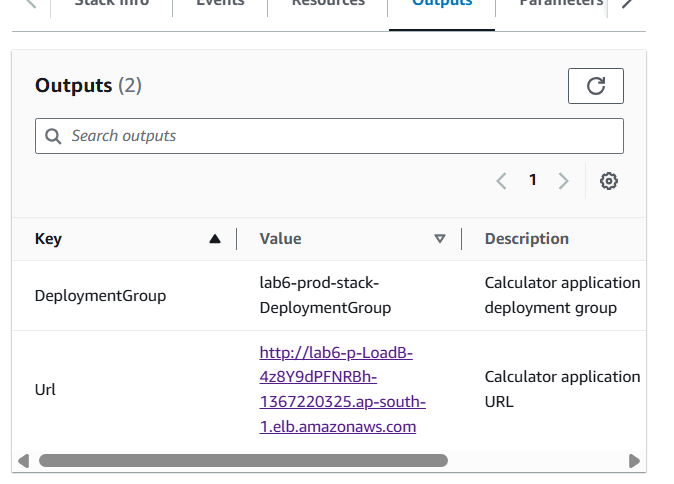 Stack info Events Resources Outputs Parameters
Outputs (2)
Search outputs
1
Key Value Description
DeploymentGroup
lab6-prod-stack-
DeploymentGroup
Calculator application
deployment group
Url
http://lab6-p-LoadB-
4z8Y9dPFNRBh-
1367220325.ap-south-
1.elb.amazonaws.com
Calculator application
URL